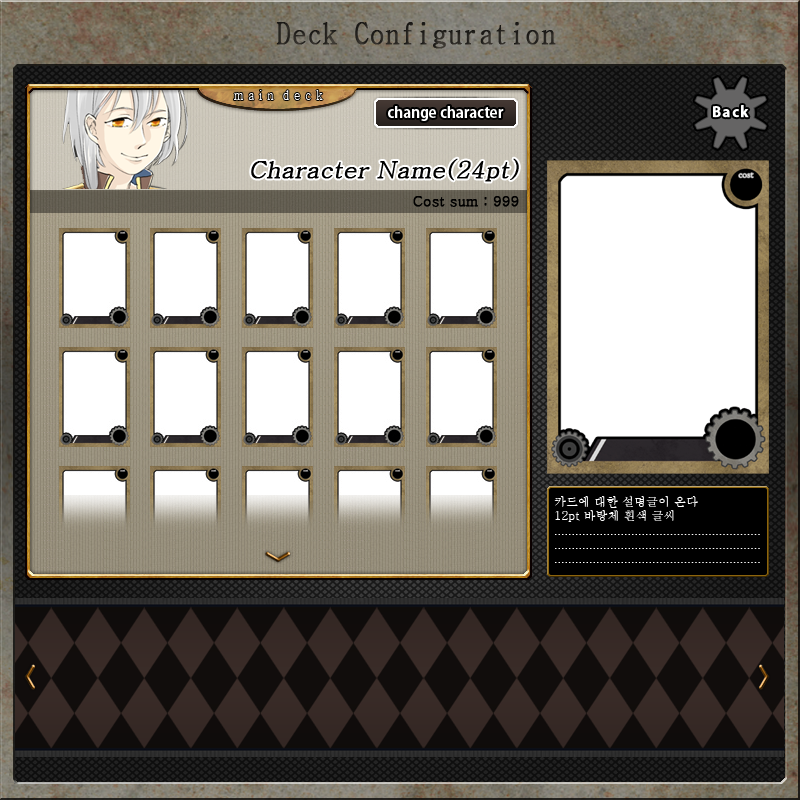 Deck Configuration
main deck
change character
Back
Character Name(24pt)
cost
Cost sum : 999
카드에 대한 설명글이 온다
12pt 바탕체 흰색 글씨